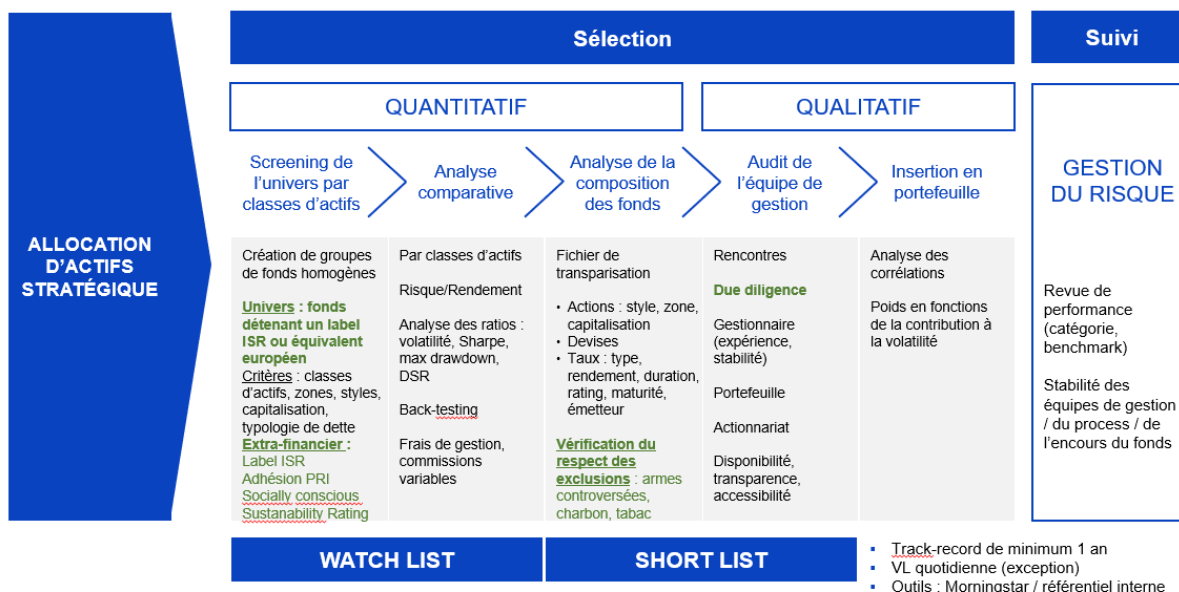 ALLOCATION
D’ACTIFS
STRATÉGIQUE
Sélection
Suivi
QUANTITATIF
QUALITATIF
Screening de
l’univers par
classes d’actifs
Analyse
comparative
Analyse de la
composition
des fonds
Audit de
l’équipe de
gestion
Insertion en
portefeuille
GESTION
DU RISQUE
Création de groupes
de fonds homogènes
Univers : fonds
détenant un label
ISR ou équivalent
européen
Critères : classes
d’actifs, zones, styles,
capitalisation,
typologie de dette
Extra-financier :
Label ISR
Adhésion PRI
Socially conscious
Sustanability Rating
Par classes d’actifs
Risque/Rendement
Analyse des ratios :
volatilité, Sharpe,
max drawdown,
DSR
Back-testing
Frais de gestion,
commissions
variables
Fichier de
transparisation
• Actions : style, zone,
capitalisation
• Devises
• Taux : type,
rendement, duration,
rating, maturité,
émetteur
Vérification du
respect des
exclusions : armes
controversées,
charbon, tabac
Rencontres
Due diligence
Gestionnaire
(expérience,
stabilité)
Portefeuille
Actionnariat
Disponibilité,
transparence,
accessibilité
Analyse des
corrélations
Poids en fonctions
de la contribution à
la volatilité
Revue de
performance
(catégorie,
benchmark)
Stabilité des
équipes de gestion
/ du process / de
l’encours du fonds
WATCH LIST
SHORT LIST
▪ Track-record de minimum 1 an
▪ VL quotidienne (exception)
▪ Outils : Morningstar / référentiel interne